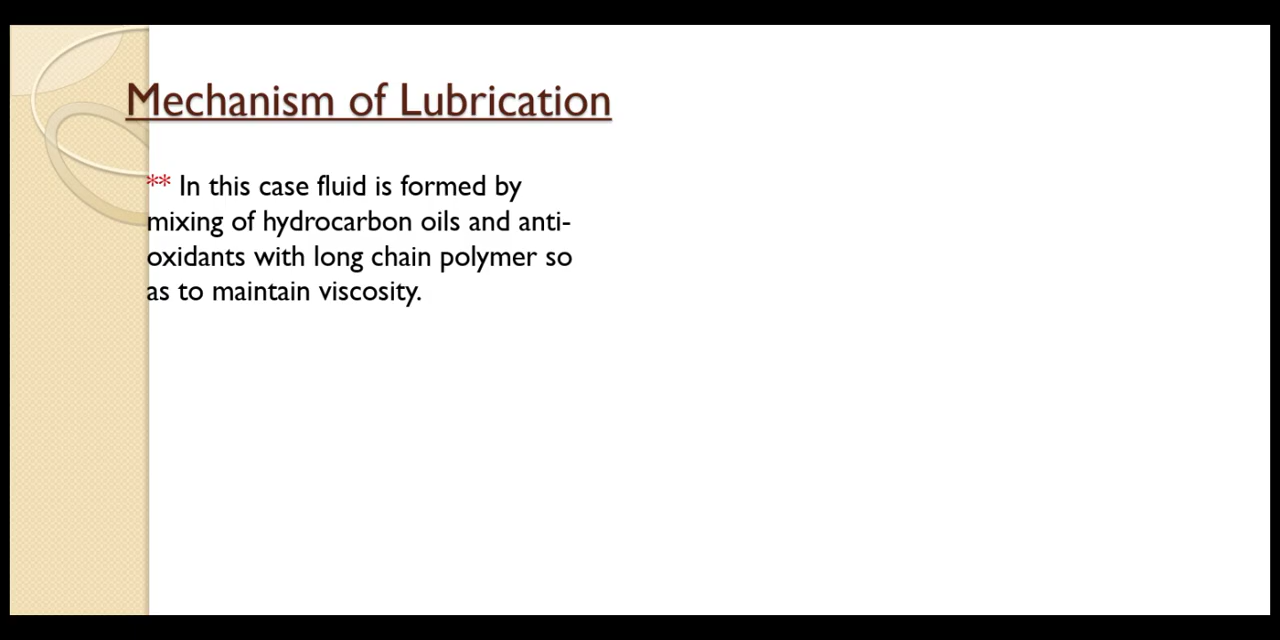 Mechanism of Lubrication
** In this case fluid is formed by
mixing of hydrocarbon oils and anti-
oxidants with long chain polymer so
as to maintain viscosity.